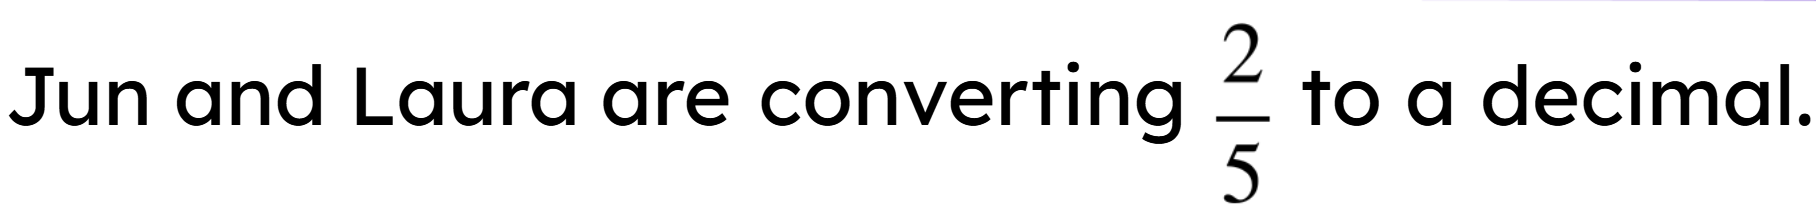 Jun and Laura are converting 2/5 to a decimal.